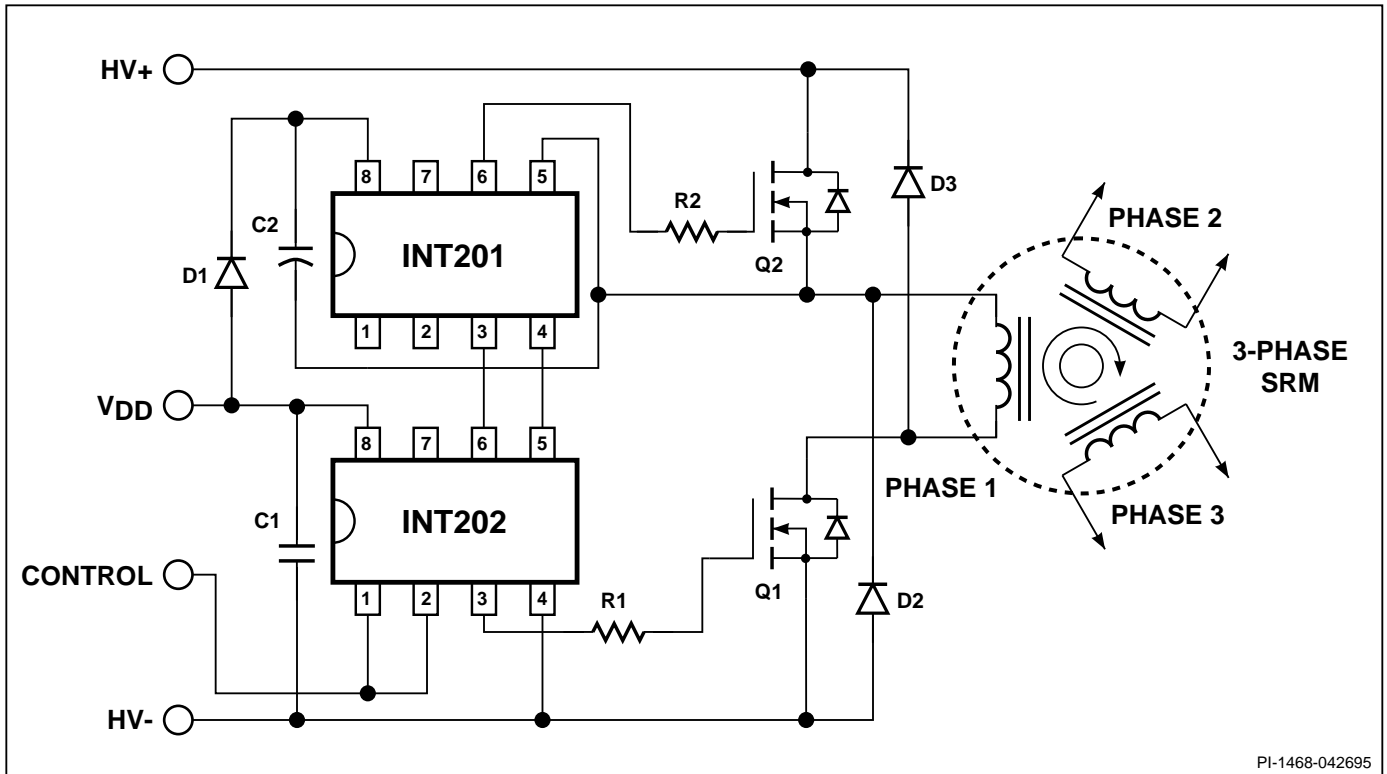 HV+
8
7
6
5
R2
D3
PHASE 2
C2
INT201
Q2
D1
1
2
3
4
3-PHASE
SRM
VDD
8
7
6
5
PHASE 1
C1
INT202
PHASE 3
CONTROL
Q1
D2
1
2
3
4
R1
HV-
PI-1468-042695